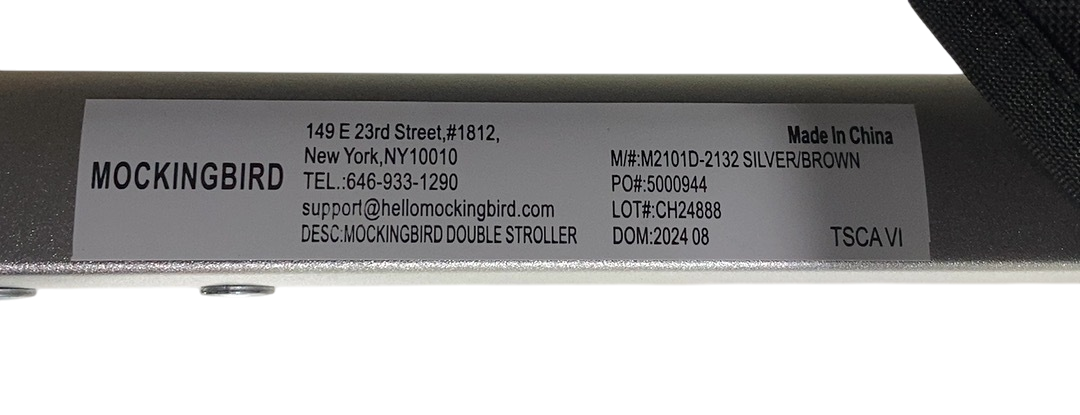 MOCKINGBIRD
149 E 23rd Street,#1812,
New York,NY10010
TEL.:646-933-1290
support@hellomockingbird.com
DESC:MOCKINGBIRD DOUBLE STROLLER
Made In China
M/#:M2101D-2132 SILVER/BROWN
PO#:5000944
LOT#:CH24888
DOM:2024 08
TSCA VI